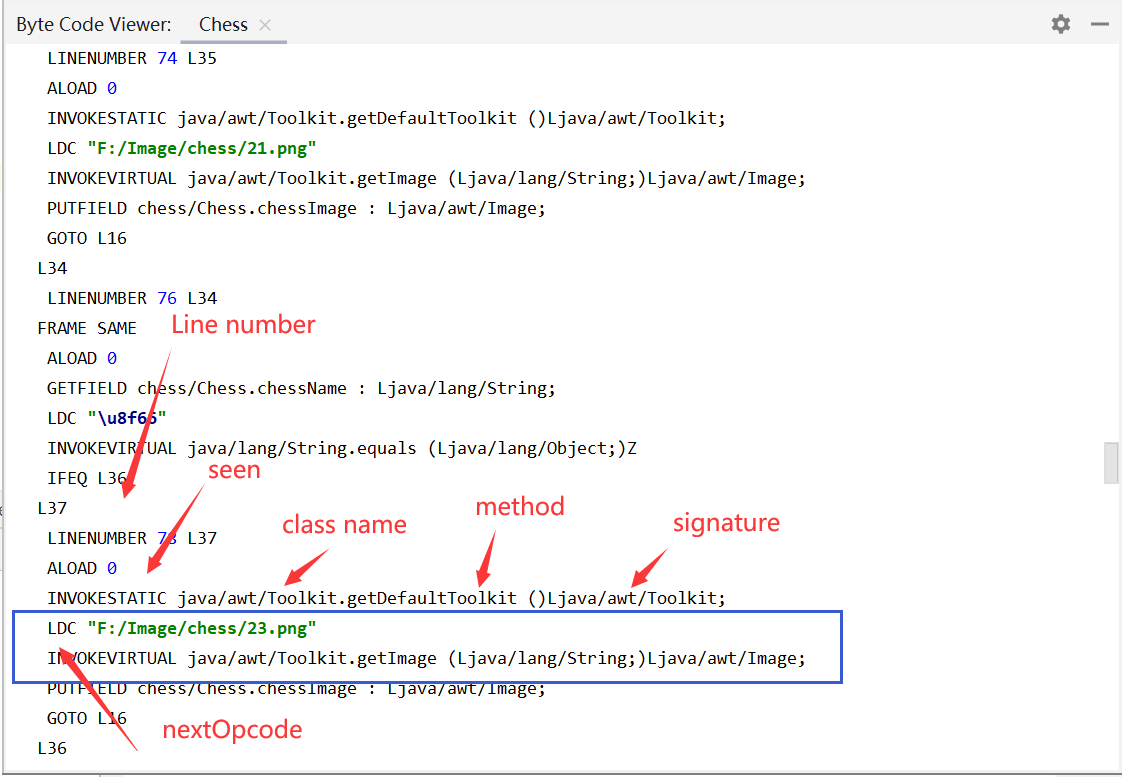 Byte Code Viewer: Chess
LINENUMBER 74 L35
ALOAD 0
INVOKESTATIC java/awt/Toolkit.getDefaultToolkit ()Ljava/awt/Toolkit;
LDC "F:/Image/chess/21.png"
INVOKEVIRTUAL java/awt/Toolkit.getImage (Ljava/lang/String;)Ljava/awt/Image;
PUTFIELD chess/Chess.chessImage : Ljava/awt/Image;
GOTO L16
L34
LINENUMBER 76 L34
FRAME SAME
Line number
ALOAD 0
GETFIELD chess/Chess.chessName : Ljava/lang/String;
LDC "\u8f66"
INVOKEVIRTUAL java/lang/String.equals (Ljava/lang/Object;)Z
seen
IFEQ L36
L37
class name
method
signature
LINENUMBER 78 L37
ALOAD 0
INVOKESTATIC java/awt/Toolkit.getDefaultToolkit ()Ljava/awt/Toolkit;
LDC "F:/Image/chess/23.png"
INVOKEVIRTUAL java/awt/Toolkit.getImage (Ljava/lang/String;)Ljava/awt/Image;
PUTFIELD chess/Chess.chessImage : Ljava/awt/Image;
GOTO L16
nextOpcode
L36